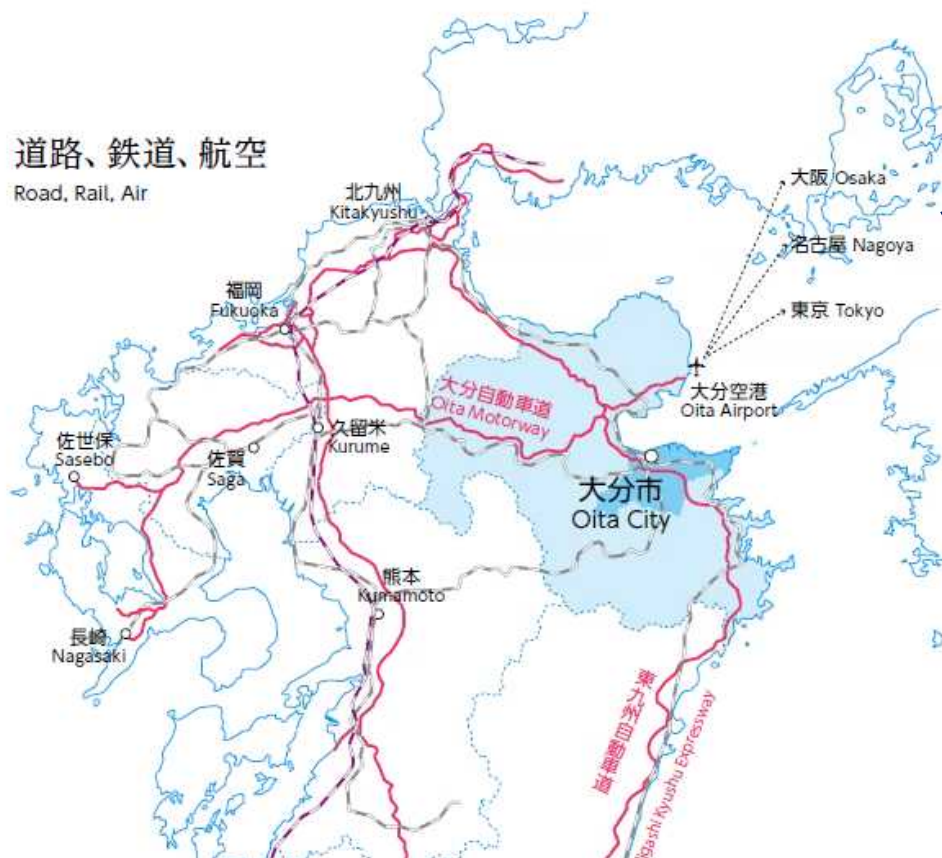 道路、鉄道、航空
Road, Rail, Air
大阪 Osaka
北九州
Kitakyushu
名古屋 Nagoya
福岡
Fukuoka
東京 Tokyo
大分自動車道
Oita Motorway
大分空港
Oita Airport
佐世保
Sasebo
佐賀
Saga
久留米
Kurume
大分市
Oita City
熊本
Kumamoto
長崎
Nagasaki
東九州自動車道
igashi Kyushu Expressway